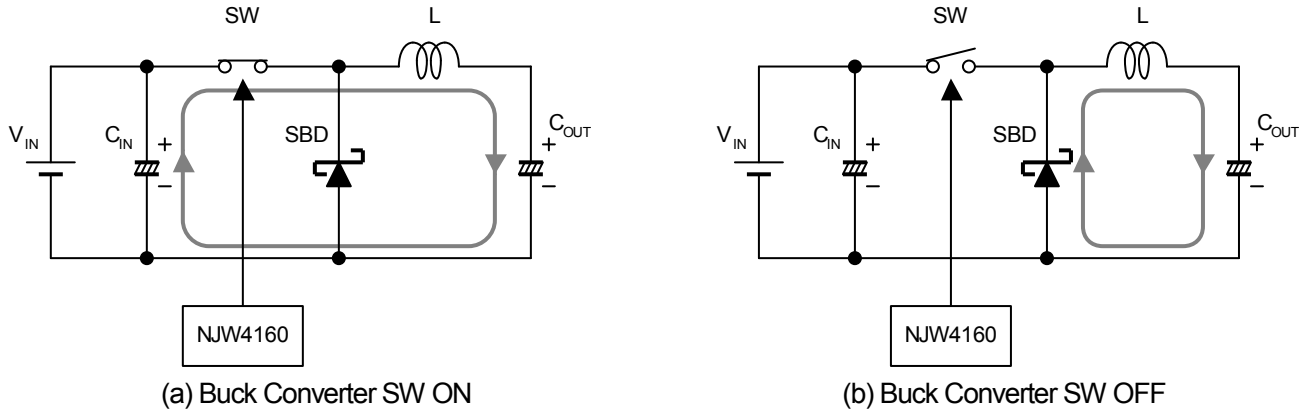 SW
L
V_IN
C_IN
+
−
SBD
C_OUT
+
−
NJW4160
(a) Buck Converter SW ON
SW
L
V_IN
C_IN
+
−
SBD
C_OUT
+
−
NJW4160
(b) Buck Converter SW OFF